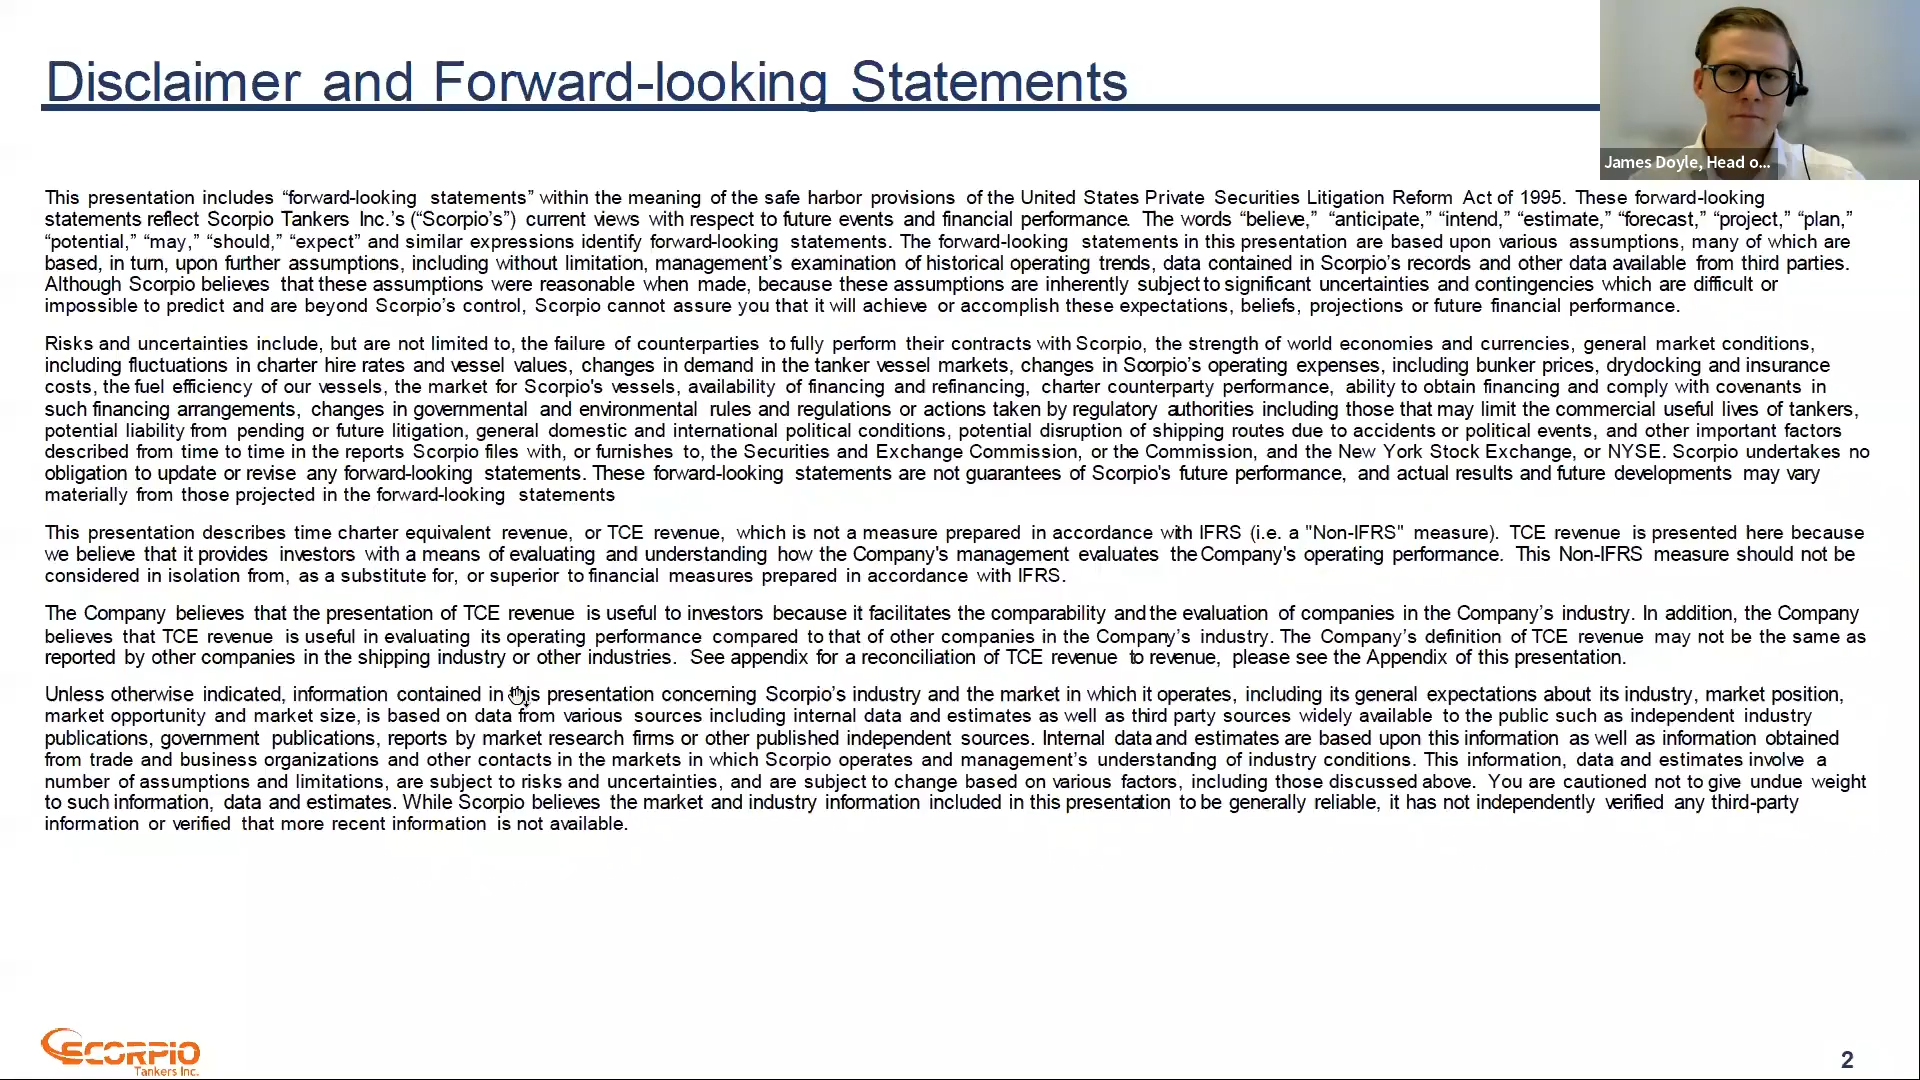 Disclaimer and Forward-looking Statements
James Doyle, Head o...
This presentation includes “forward-looking statements” within the meaning of the safe harbor provisions of the United States Private Securities Litigation Reform Act of 1995. These forward-looking
statements reflect Scorpio Tankers Inc.’s (“Scorpio’s”) current views with respect to future events and financial performance. The words “believe,” “anticipate,” “intend,” “estimate,” “forecast,” “project,” “plan,”
“potential,” “may,” “should,” “expect” and similar expressions identify forward-looking statements. The forward-looking statements in this presentation are based upon various assumptions, many of which are
based, in turn, upon further assumptions, including without limitation, management’s examination of historical operating trends, data contained in Scorpio’s records and other data available from third parties.
Although Scorpio believes that these assumptions were reasonable when made, because these assumptions are inherently subject to significant uncertainties and contingencies which are difficult or
impossible to predict and are beyond Scorpio’s control, Scorpio cannot assure you that it will achieve or accomplish these expectations, beliefs, projections or future financial performance.
Risks and uncertainties include, but are not limited to, the failure of counterparties to fully perform their contracts with Scorpio, the strength of world economies and currencies, general market conditions,
including fluctuations in charter hire rates and vessel values, changes in demand in the tanker vessel markets, changes in Scorpio’s operating expenses, including bunker prices, drydocking and insurance
costs, the fuel efficiency of our vessels, the market for Scorpio's vessels, availability of financing and refinancing, charter counterparty performance, ability to obtain financing and comply with covenants in
such financing arrangements, changes in governmental and environmental rules and regulations or actions taken by regulatory authorities including those that may limit the commercial useful lives of tankers,
potential liability from pending or future litigation, general domestic and international political conditions, potential disruption of shipping routes due to accidents or political events, and other important factors
described from time to time in the reports Scorpio files with, or furnishes to, the Securities and Exchange Commission, or the Commission, and the New York Stock Exchange, or NYSE. Scorpio undertakes no
obligation to update or revise any forward-looking statements. These forward-looking statements are not guarantees of Scorpio's future performance, and actual results and future developments may vary
materially from those projected in the forward-looking statements
This presentation describes time charter equivalent revenue, or TCE revenue, which is not a measure prepared in accordance with IFRS (i.e. a "Non-IFRS" measure). TCE revenue is presented here because
we believe that it provides investors with a means of evaluating and understanding how the Company's management evaluates the Company's operating performance. This Non-IFRS measure should not be
considered in isolation from, as a substitute for, or superior to financial measures prepared in accordance with IFRS.
The Company believes that the presentation of TCE revenue is useful to investors because it facilitates the comparability and the evaluation of companies in the Company’s industry. In addition, the Company
believes that TCE revenue is useful in evaluating its operating performance compared to that of other companies in the Company’s industry. The Company’s definition of TCE revenue may not be the same as
reported by other companies in the shipping industry or other industries. See appendix for a reconciliation of TCE revenue to revenue, please see the Appendix of this presentation.
Unless otherwise indicated, information contained in this presentation concerning Scorpio’s industry and the market in which it operates, including its general expectations about its industry, market position,
market opportunity and market size, is based on data from various sources including internal data and estimates as well as third party sources widely available to the public such as independent industry
publications, government publications, reports by market research firms or other published independent sources. Internal data and estimates are based upon this information as well as information obtained
from trade and business organizations and other contacts in the markets in which Scorpio operates and management’s understanding of industry conditions. This information, data and estimates involve a
number of assumptions and limitations, are subject to risks and uncertainties, and are subject to change based on various factors, including those discussed above. You are cautioned not to give undue weight
to such information, data and estimates. While Scorpio believes the market and industry information included in this presentation to be generally reliable, it has not independently verified any third-party
information or verified that more recent information is not available.
SCORPIO
Tankers Inc.
2